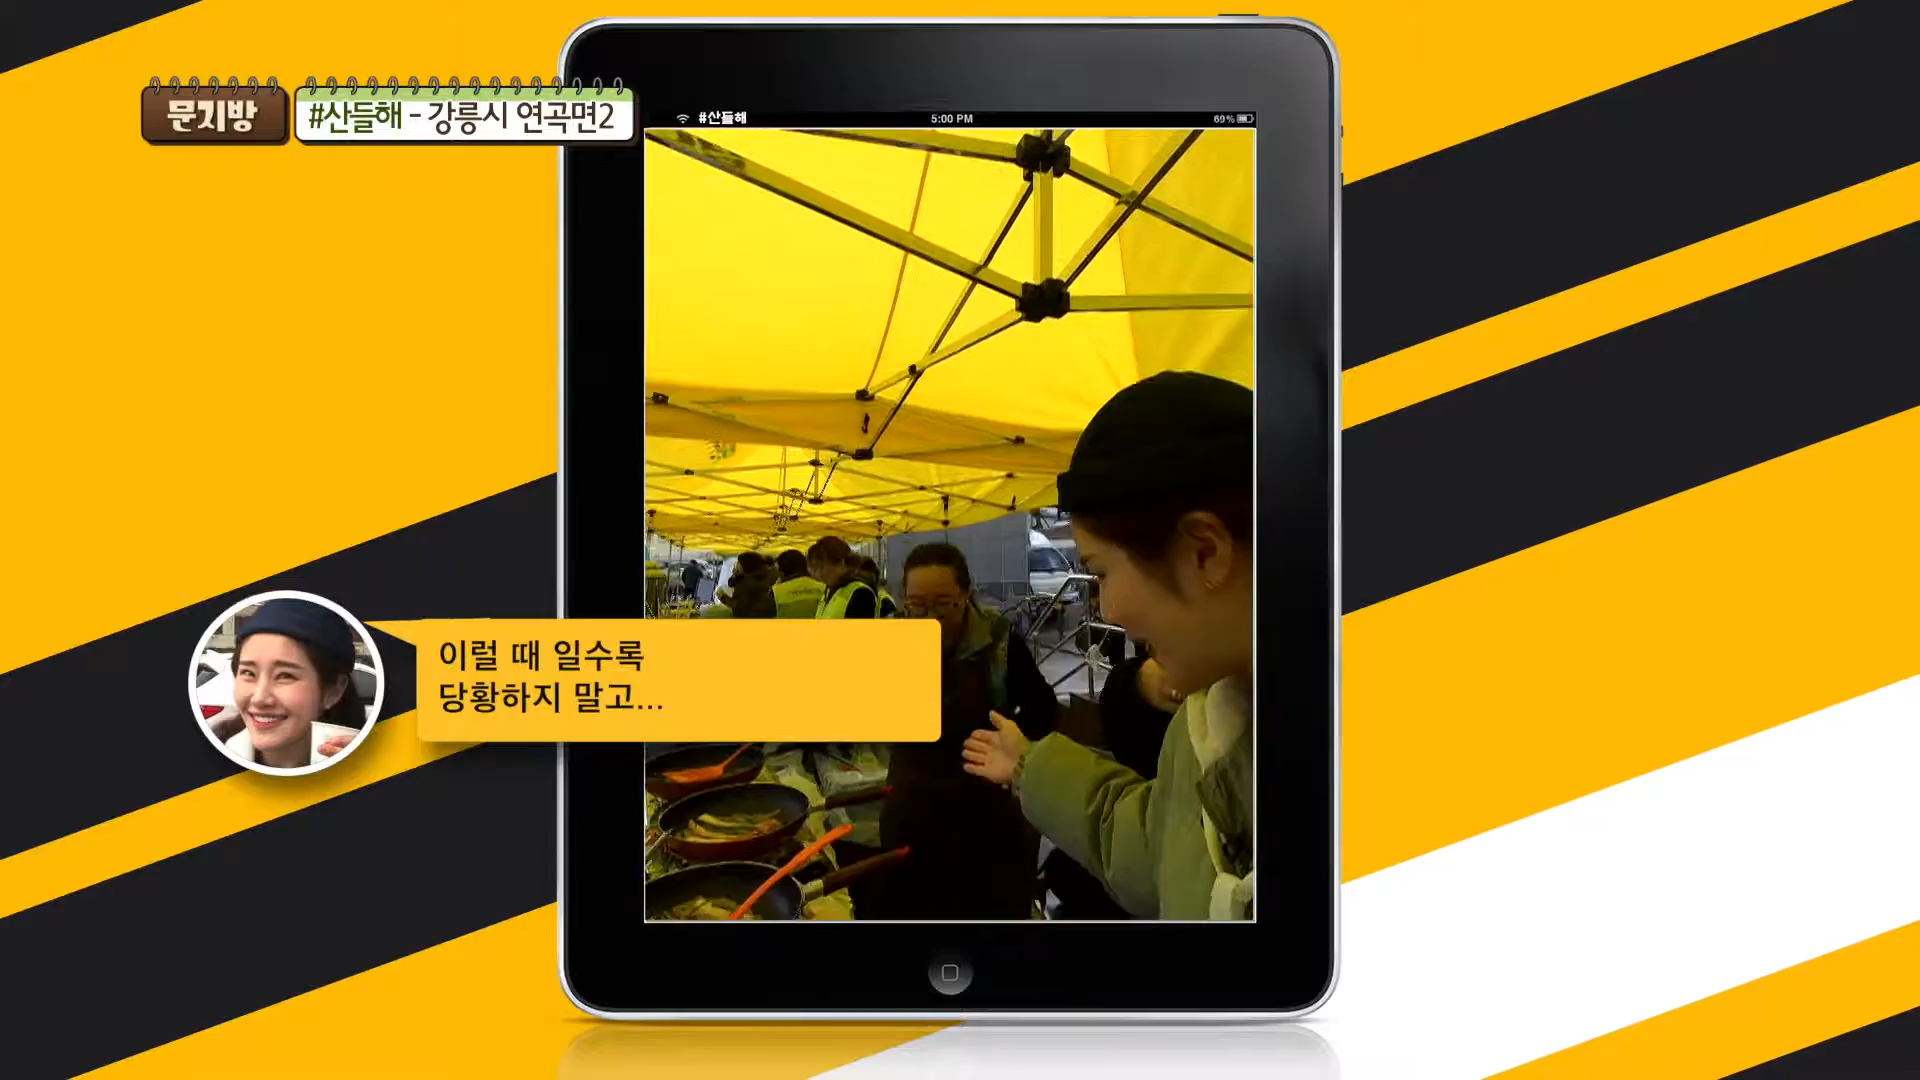 문지방
#산들해 - 강릉시 연곡면2
#산들해
5:00 PM
69%
이럴 때 일수록
당황하지 말고...